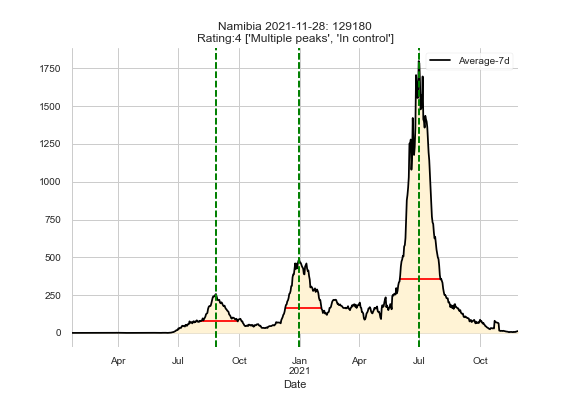 Namibia 2021-11-28: 129180
Rating:4 ['Multiple peaks', 'In control']
Average-7d
1750
1500
1250
1000
750
500
250
0
Apr Jul Oct Jan Apr Jul Oct
2021
Date